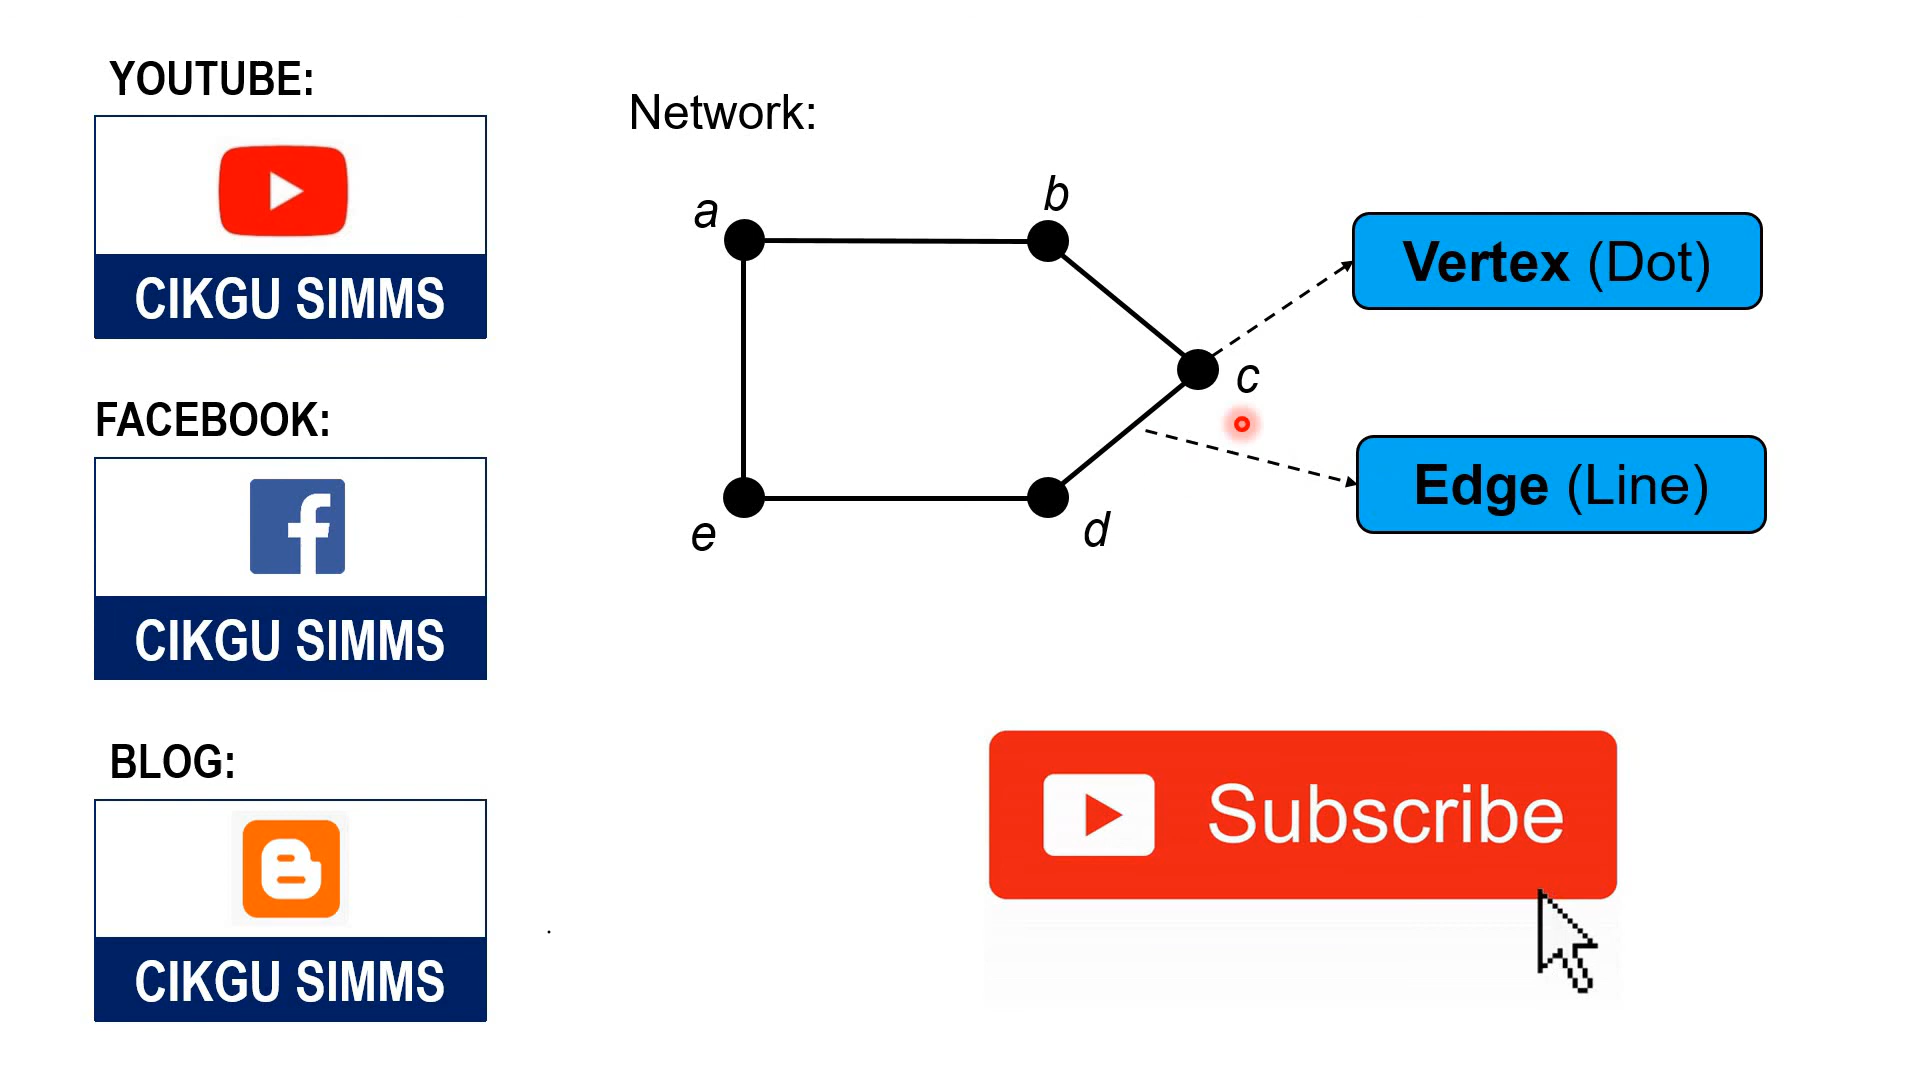 YOUTUBE:
CIKGU SIMMS
FACEBOOK:
CIKGU SIMMS
BLOG:
CIKGU SIMMS
Network:
a
b
c
d
e
Vertex (Dot)
Edge (Line)
Subscribe